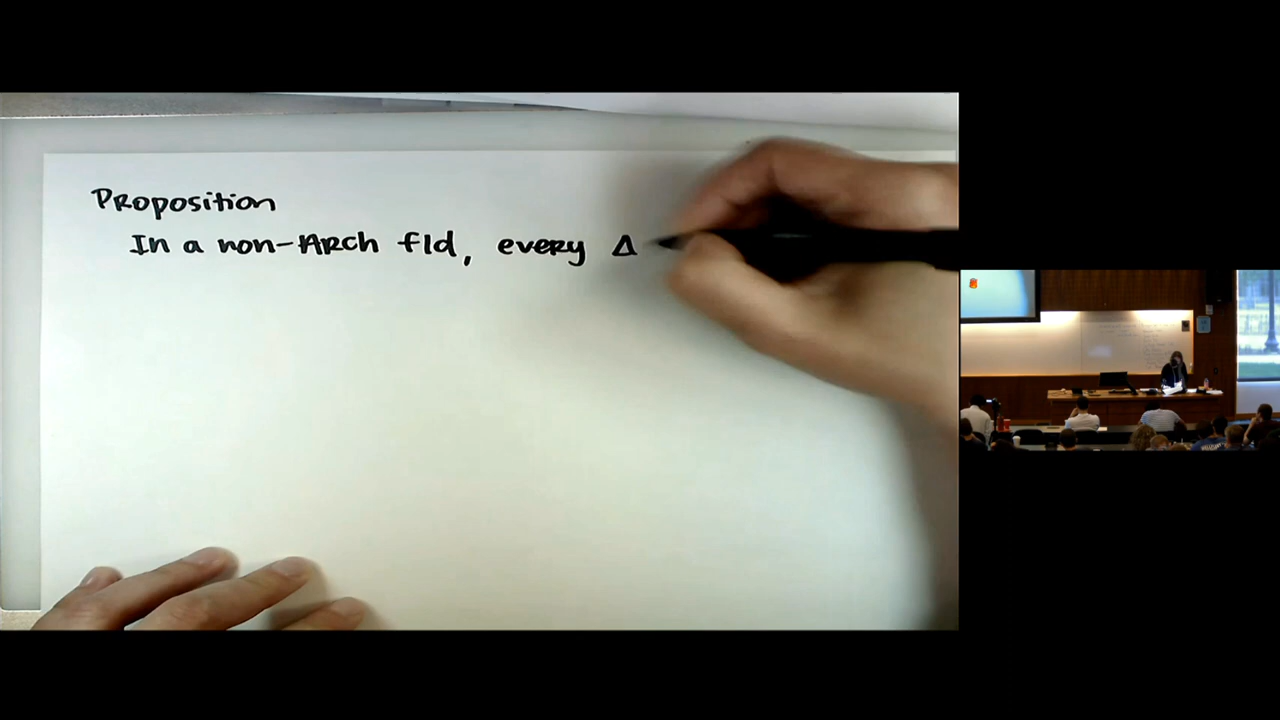 Proposition
In a non-Arch fld, every Δ